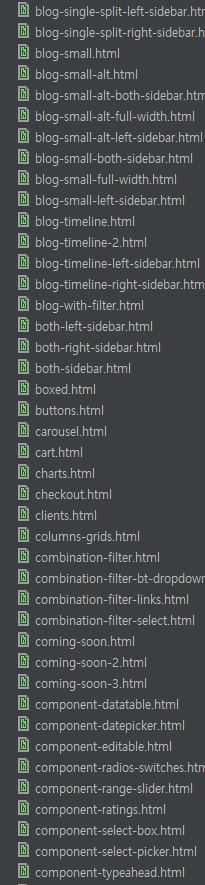 blog-single-split-left-sidebar.htm
blog-single-split-right-sidebar.h
blog-small.html
blog-small-alt.html
blog-small-alt-both-sidebar.htm
blog-small-alt-full-width.html
blog-small-alt-left-sidebar.html
blog-small-both-sidebar.html
blog-small-full-width.html
blog-small-left-sidebar.html
blog-timeline.html
blog-timeline-2.html
blog-timeline-left-sidebar.html
blog-timeline-right-sidebar.htm
blog-with-filter.html
both-left-sidebar.html
both-right-sidebar.html
both-sidebar.html
boxed.html
buttons.html
carousel.html
cart.html
charts.html
checkout.html
clients.html
columns-grids.html
combination-filter.html
combination-filter-bt-dropdown
combination-filter-links.html
combination-filter-select.html
coming-soon.html
coming-soon-2.html
coming-soon-3.html
component-datatable.html
component-datepicker.html
component-editable.html
component-radios-switches.htm
component-range-slider.html
component-ratings.html
component-select-box.html
component-select-picker.html
component-typeahead.html